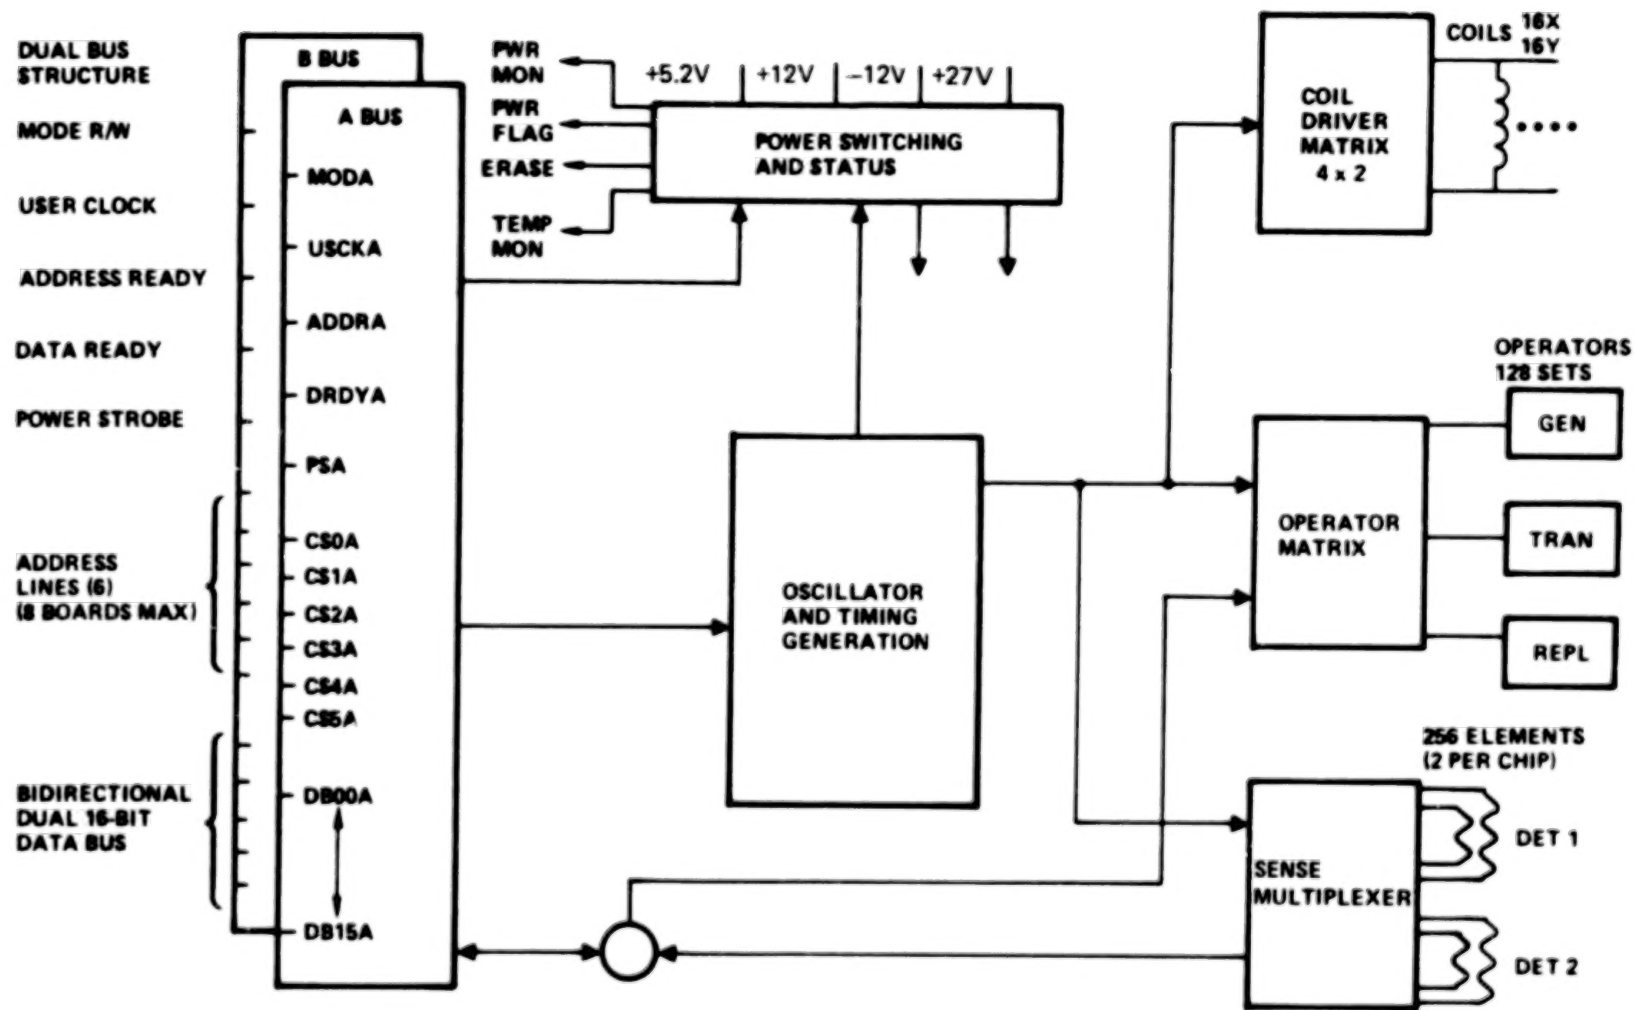 DUAL BUS
STRUCTURE
MODE R/W
USER CLOCK
ADDRESS READY
DATA READY
POWER STROBE
ADDRESS
LINES (6)
(8 BOARDS MAX)
BIDIRECTIONAL
DUAL 16-BIT
DATA BUS
B BUS
A BUS
MODA
USCKA
ADDRA
DRDYA
PSA
CS0A
CS1A
CS2A
CS3A
CS4A
CS5A
DB00A
DB15A
PWR
MON
PWR
FLAG
ERASE
TEMP
MON
+5.2V
+12V
−12V
+27V
POWER SWITCHING
AND STATUS
OSCILLATOR
AND TIMING
GENERATION
COIL
DRIVER
MATRIX
4 x 2
COILS
16X
16Y
OPERATORS
128 SETS
OPERATOR
MATRIX
GEN
TRAN
REPL
256 ELEMENTS
(2 PER CHIP)
SENSE
MULTIPLEXER
DET 1
DET 2